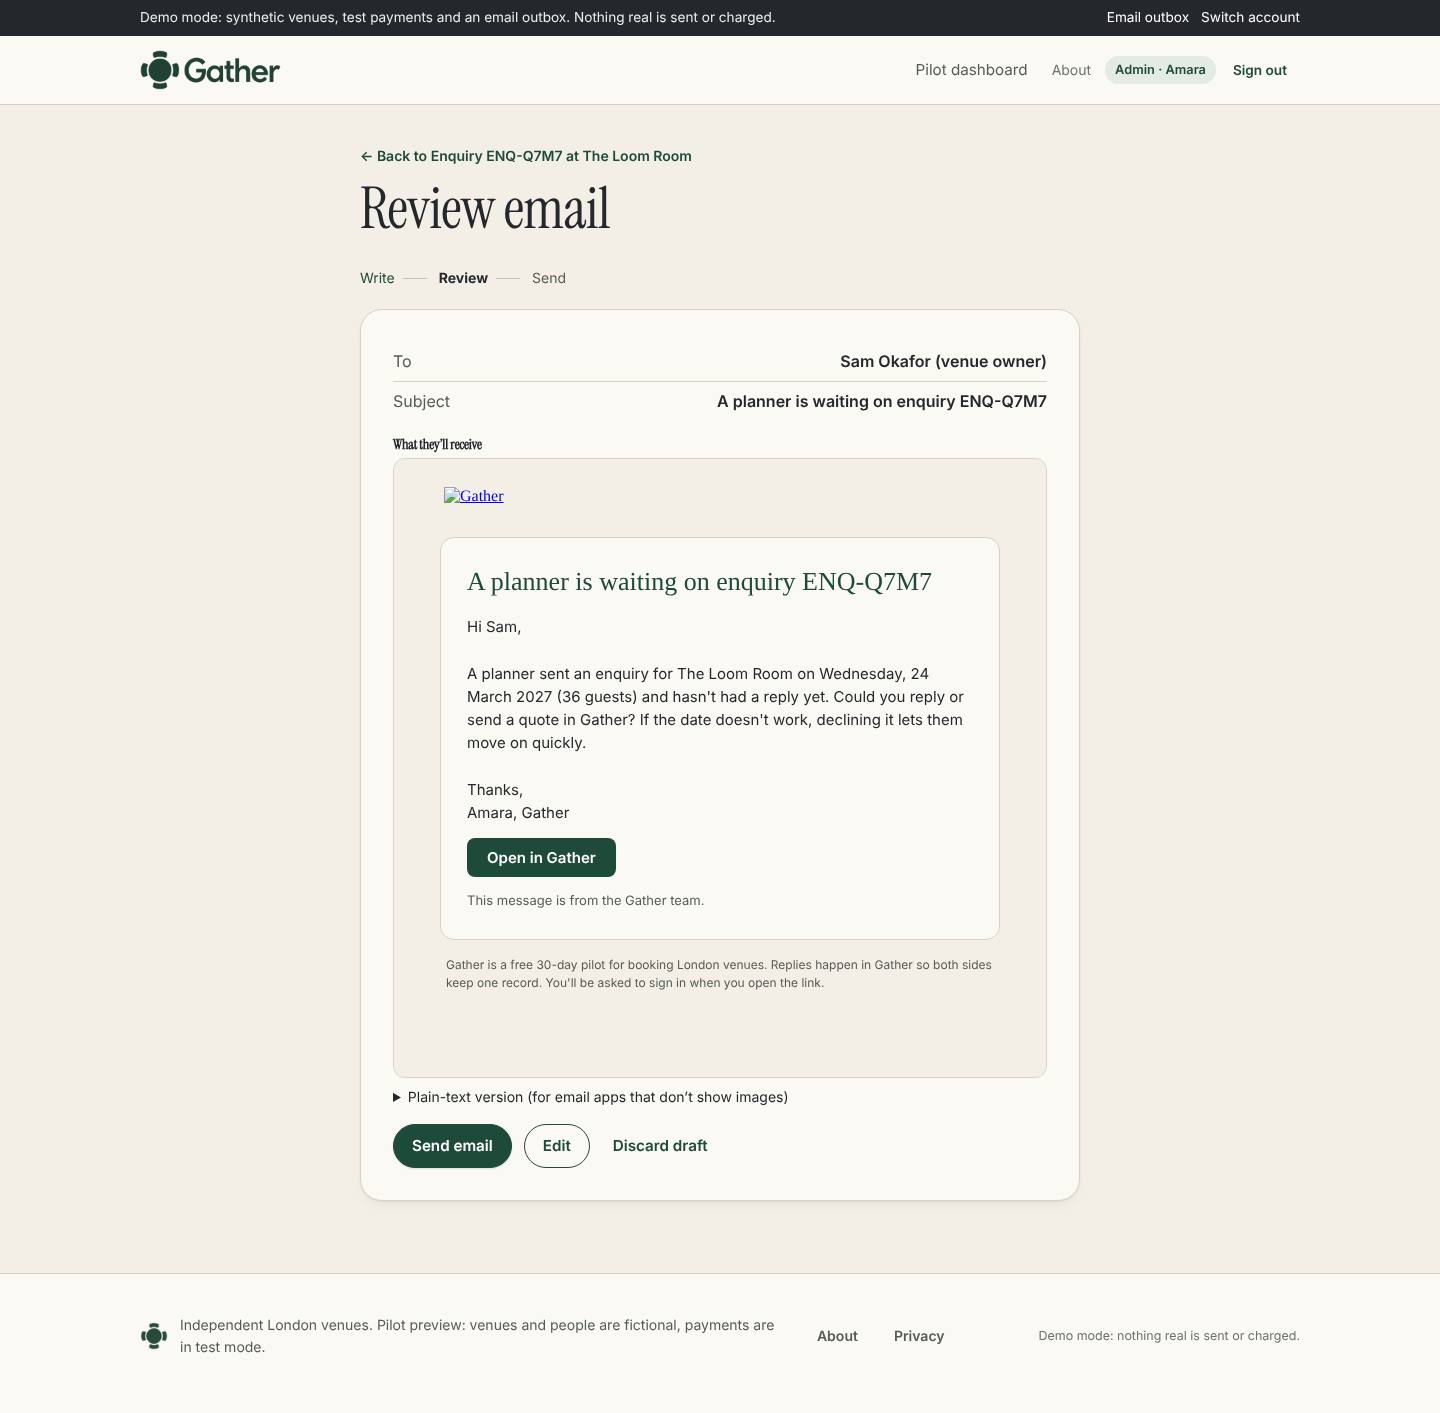 Demo mode: synthetic venues, test payments and an email outbox. Nothing real is sent or charged.
Email outbox Switch account
Gather
Pilot dashboard About Admin · Amara Sign out
← Back to Enquiry ENQ-Q7M7 at The Loom Room
Review email
Write Review Send
To Sam Okafor (venue owner)
Subject A planner is waiting on enquiry ENQ-Q7M7
What they’ll receive
Gather
A planner is waiting on enquiry ENQ-Q7M7
Hi Sam,
A planner sent an enquiry for The Loom Room on Wednesday, 24
March 2027 (36 guests) and hasn't had a reply yet. Could you reply or
send a quote in Gather? If the date doesn't work, declining it lets them
move on quickly.
Thanks,
Amara, Gather
Open in Gather
This message is from the Gather team.
Gather is a free 30-day pilot for booking London venues. Replies happen in Gather so both sides
keep one record. You'll be asked to sign in when you open the link.
Plain-text version (for email apps that don’t show images)
Send email Edit Discard draft
Independent London venues. Pilot preview: venues and people are fictional, payments are
in test mode.
About Privacy
Demo mode: nothing real is sent or charged.